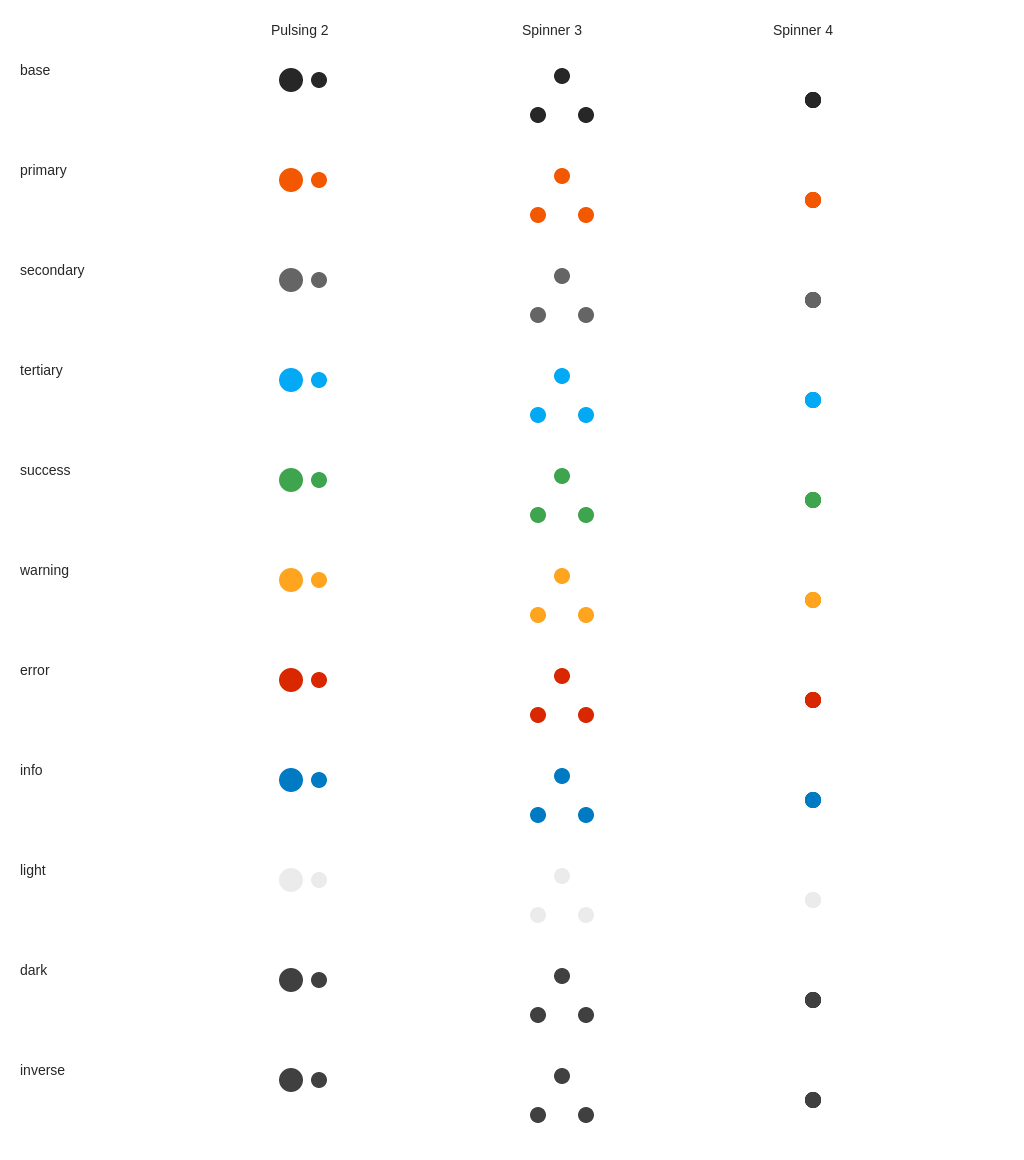 Pulsing 2 Spinner 3 Spinner 4
base
primary
secondary
tertiary
success
warning
error
info
light
dark
inverse